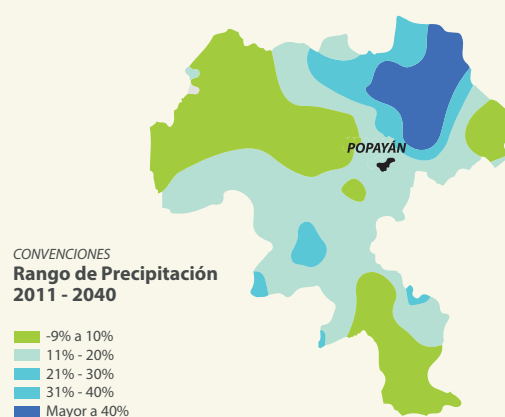 POPAYÁN
CONVENCIONES
Rango de Precipitación
2011 - 2040
-9% a 10%
11% - 20%
21% - 30%
31% - 40%
Mayor a 40%